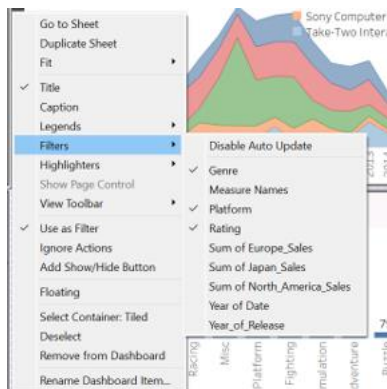 Go to Sheet
Duplicate Sheet
Fit
Title
Caption
Legends
Filters
Highlighters
Show Page Control
View Toolbar
Use as Filter
Ignore Actions
Add Show/Hide Button
Floating
Select Container: Tiled
Deselect
Remove from Dashboard
Rename Dashboard Item...
Disable Auto Update
Genre
Measure Names
Platform
Rating
Sum of Europe_Sales
Sum of Japan_Sales
Sum of North_America_Sales
Year of Date
Year_of_Release
Sony Computer
Take-Two Intera
2013
Racing
Misc
Platform
Fighting
mulation
dventure
Puzzle